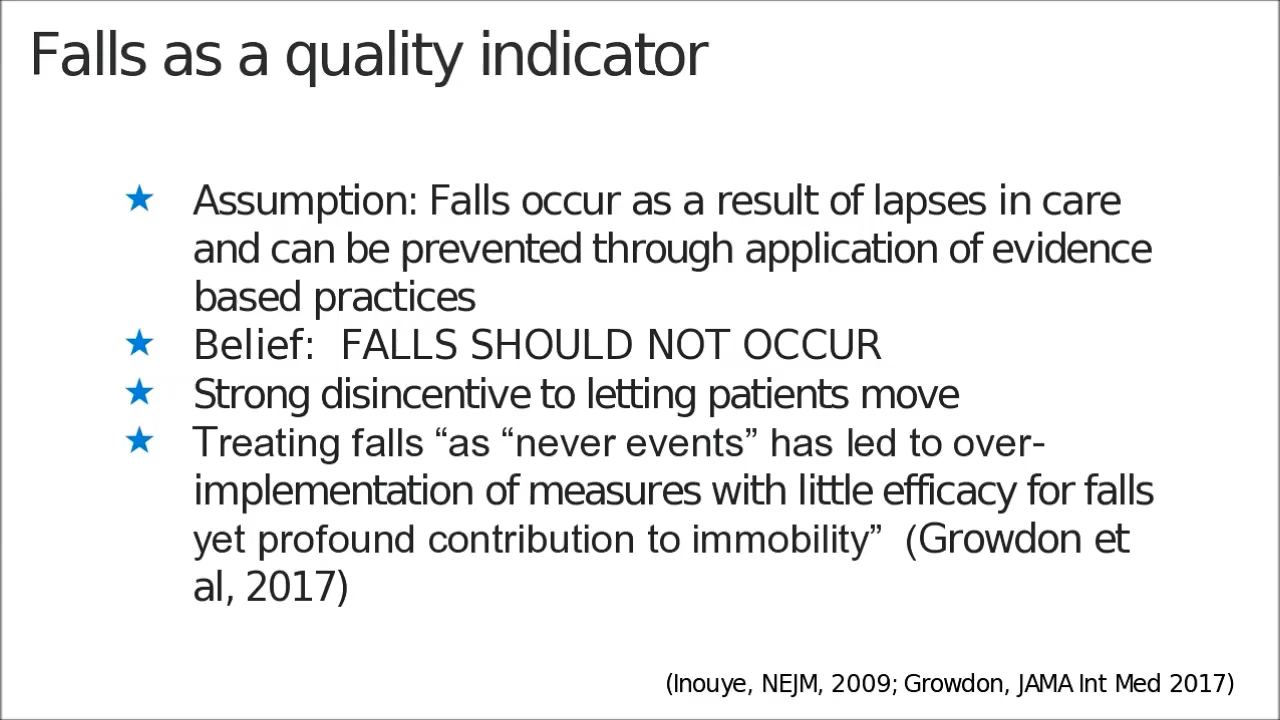 Falls as a quality indicator
★ Assumption: Falls occur as a result of lapses in care
and can be prevented through application of evidence
based practices
★ Belief:  FALLS SHOULD NOT OCCUR
★ Strong disincentive to letting patients move
★ Treating falls “as “never events” has led to over-
implementation of measures with little efficacy for falls
yet profound contribution to immobility”  (Growdon et
al, 2017)
(Inouye, NEJM, 2009; Growdon, JAMA Int Med 2017)